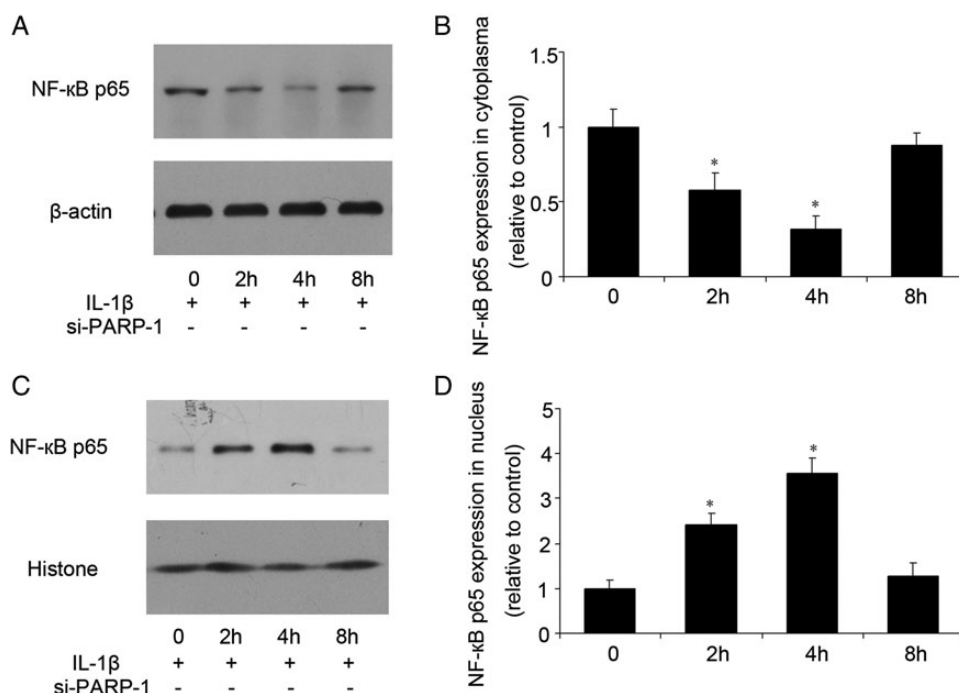 A
NF-κB p65
β-actin
0 2h 4h 8h
IL-1β + + + +
si-PARP-1 - - - -
B
NF-κB p65 expression in cytoplasma
(relative to control)
1.5
1
0.5
0
*
*
0 2h 4h 8h
C
NF-κB p65
Histone
0 2h 4h 8h
IL-1β + + + +
si-PARP-1 - - - -
D
NF-κB p65 expression in nucleus
(relative to control)
5
4
3
2
1
0
*
*
0 2h 4h 8h